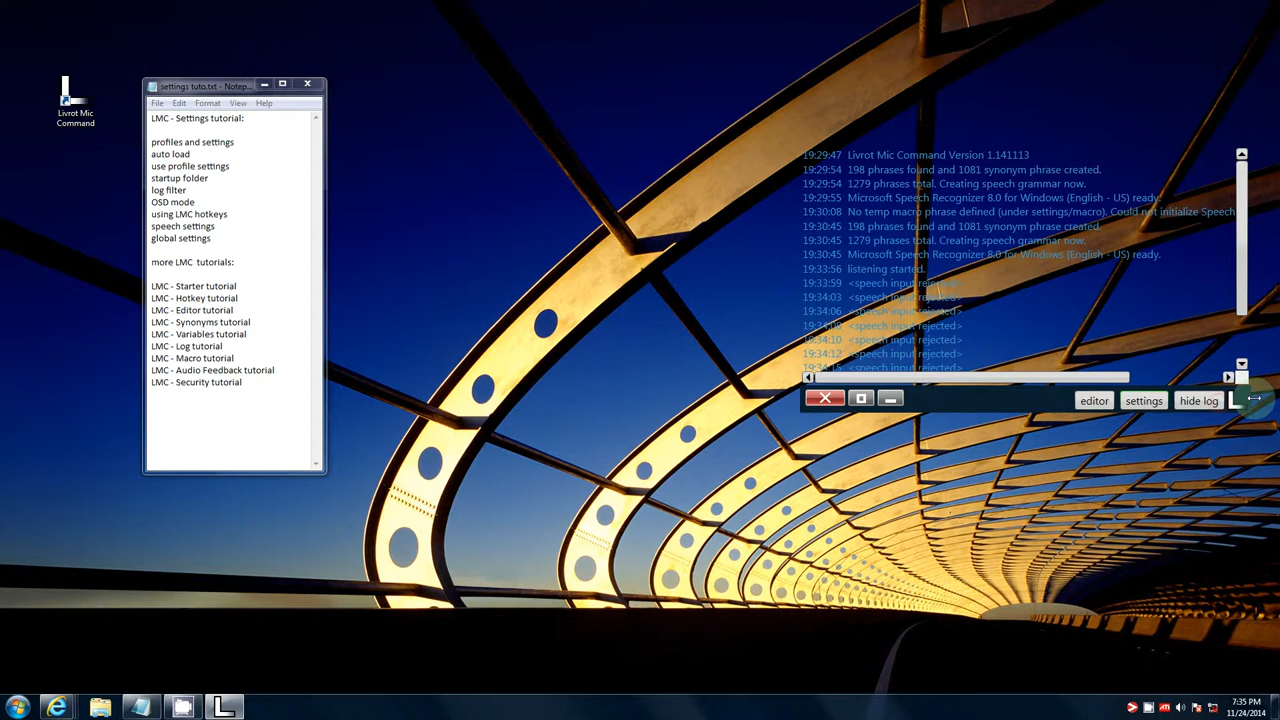 Livrot Mic
Command
settings tuto.txt - Notep...
File Edit Format View Help
LMC - Settings tutorial:
profiles and settings
auto load
use profile settings
startup folder
log filter
OSD mode
using LMC hotkeys
speech settings
global settings
more LMC  tutorials:
LMC - Starter tutorial
LMC - Hotkey tutorial
LMC - Editor tutorial
LMC - Synonyms tutorial
LMC - Variables tutorial
LMC - Log tutorial
LMC - Macro tutorial
LMC - Audio Feedback tutorial
LMC - Security tutorial
19:29:47 Livrot Mic Command Version 1.141113
19:29:54 198 phrases found and 1081 synonym phrase created.
19:29:54 1279 phrases total. Creating speech grammar now.
19:29:55 Microsoft Speech Recognizer 8.0 for Windows (English - US) ready.
19:30:08 No temp macro phrase defined (under settings/macro). Could not initialize Speech
19:30:45 198 phrases found and 1081 synonym phrase created.
19:30:45 1279 phrases total. Creating speech grammar now.
19:30:45 Microsoft Speech Recognizer 8.0 for Windows (English - US) ready.
19:33:56 listening started.
19:33:59 <speech input rejected>
19:34:03 <speech input rejected>
19:34:06 <speech input rejected>
19:34:08 <speech input rejected>
19:34:10 <speech input rejected>
19:34:12 <speech input rejected>
19:34:15 <speech input rejected>
editor settings hide log
7:35 PM
11/24/2014